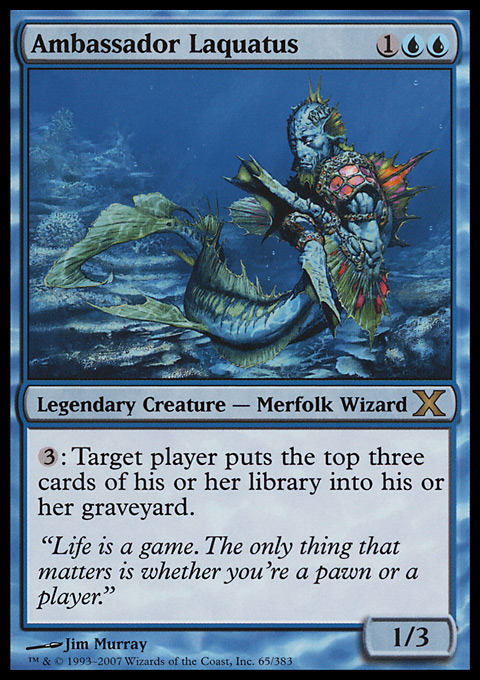 Ambassador Laquatus 1
Legendary Creature — Merfolk Wizard X
3: Target player puts the top three
cards of his or her library into his or
her graveyard.
“Life is a game. The only thing that
matters is whether you’re a pawn or a
player.”
Jim Murray
1/3
™ & © 1993–2007 Wizards of the Coast, Inc. 65/383